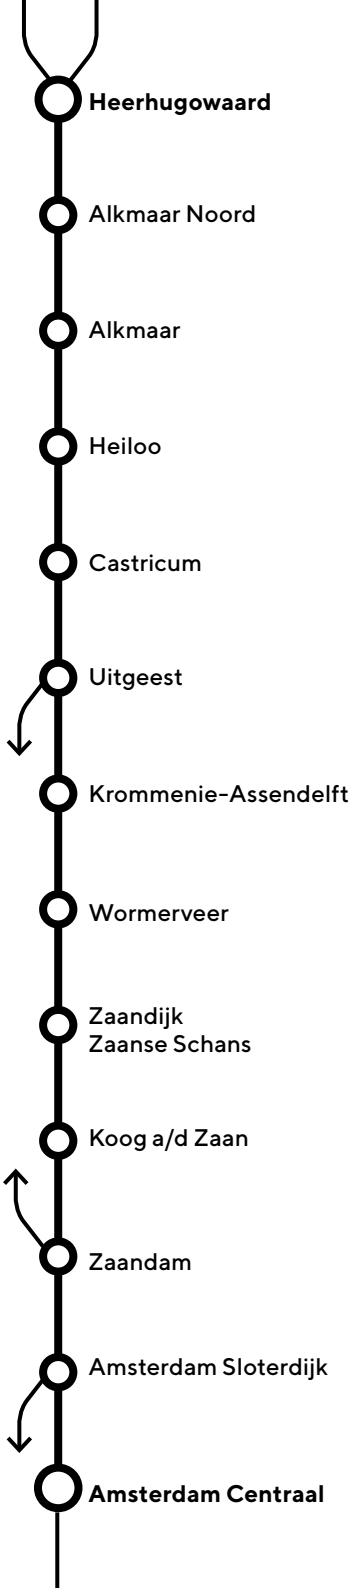 Heerhugowaard
Alkmaar Noord
Alkmaar
Heiloo
Castricum
Uitgeest
Krommenie-Assendelft
Wormerveer
Zaandijk
Zaanse Schans
Koog a/d Zaan
Zaandam
Amsterdam Sloterdijk
Amsterdam Centraal